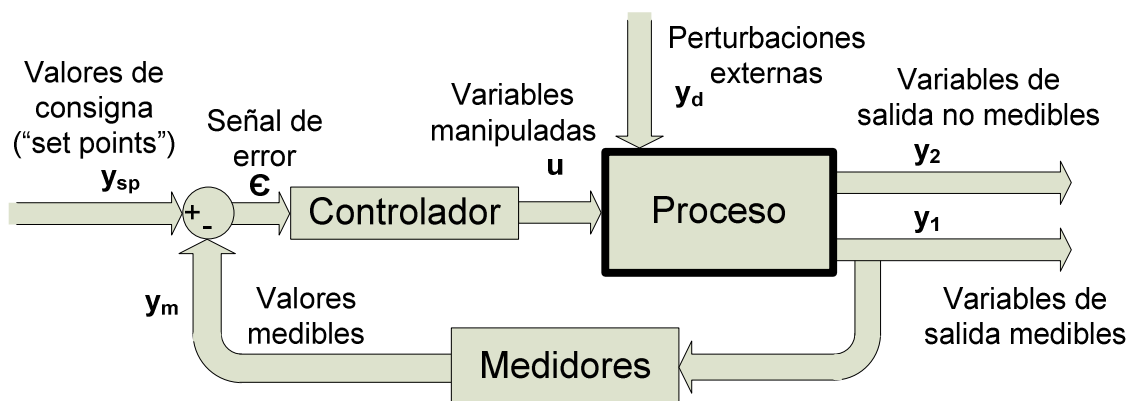 Valores de
consigna
(“set points”)
ysp
Señal de
error
Є
Variables
manipuladas
u
Perturbaciones
externas
yd
Variables de
salida no medibles
y2
+
-
Controlador
Proceso
y1
Variables de
salida medibles
ym
Valores
medibles
Medidores